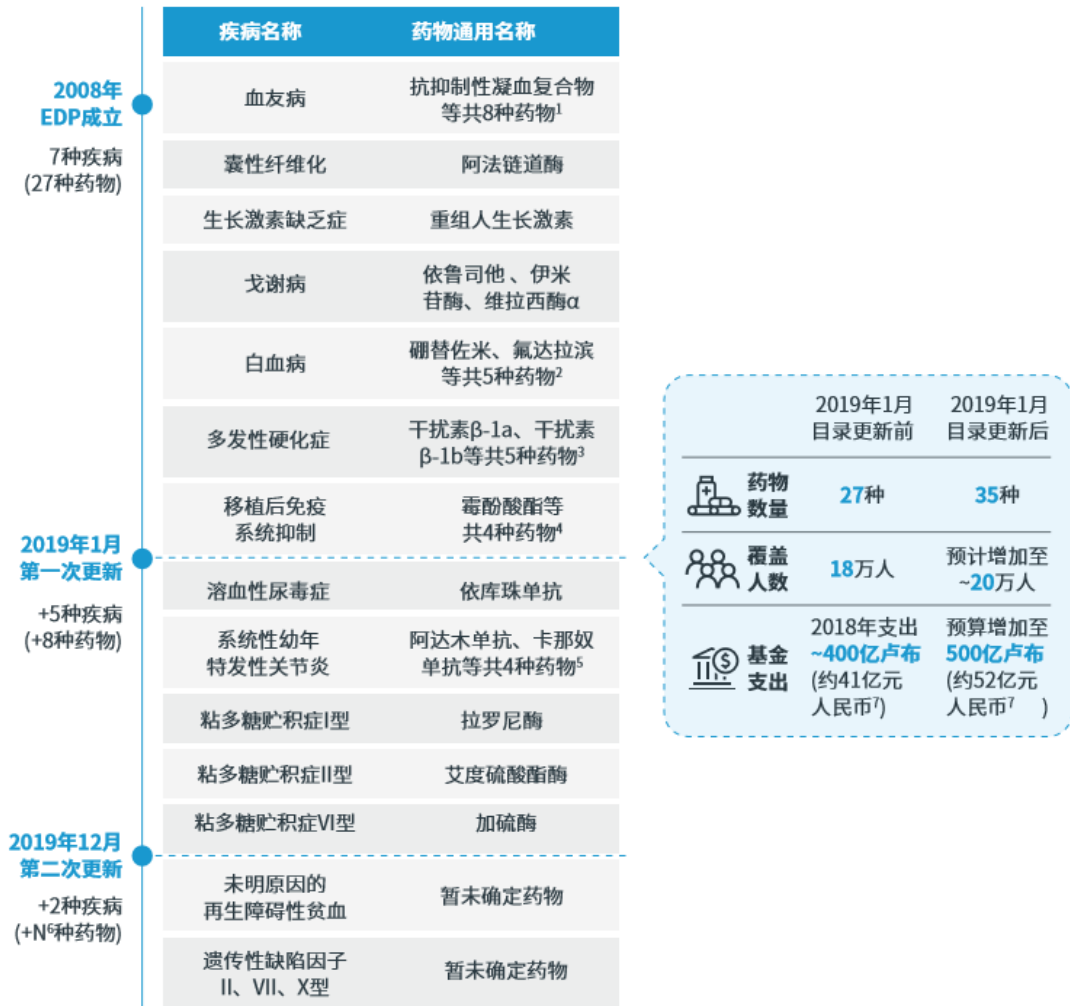 疾病名称 药物通用名称
2008年
EDP成立
7种疾病
(27种药物)
血友病
抗抑制性凝血复合物
等共8种药物¹
囊性纤维化 阿法链道酶
生长激素缺乏症 重组人生长激素
戈谢病
依鲁司他、伊米
苷酶、维拉西酶α
白血病
硼替佐米、氟达拉滨
等共5种药物²
多发性硬化症
干扰素β-1a、干扰素
β-1b等共5种药物³
移植后免疫
系统抑制
霉酚酸酯等
共4种药物⁴
2019年1月
第一次更新
+5种疾病
(+8种药物)
溶血性尿毒症 依库珠单抗
系统性幼年
特发性关节炎
阿达木单抗、卡那奴
单抗等共4种药物⁵
粘多糖贮积症I型 拉罗尼酶
粘多糖贮积症II型 艾度硫酸酯酶
粘多糖贮积症VI型 加硫酶
2019年12月
第二次更新
+2种疾病
(+N⁶种药物)
未明原因的
再生障碍性贫血
暂未确定药物
遗传性缺陷因子
II、VII、X型
暂未确定药物
2019年1月
目录更新前
2019年1月
目录更新后
药物
数量
27种 35种
覆盖
人数
18万人
预计增加至
~20万人
基金
支出
2018年支出
~400亿卢布
(约41亿元
人民币⁷)
预算增加至
500亿卢布
(约52亿元
人民币⁷ )